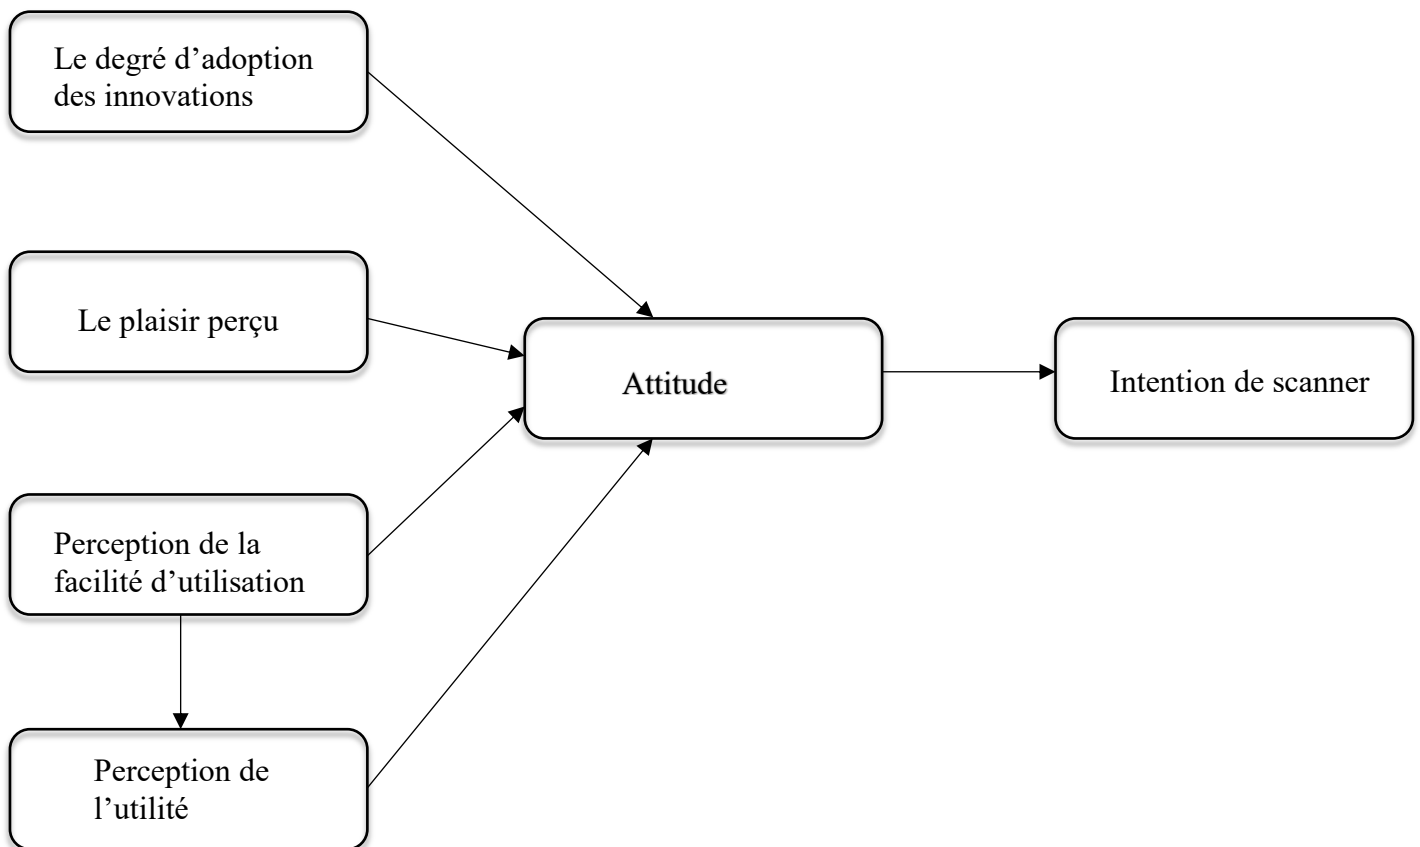 Le degré d’adoption
des innovations
Le plaisir perçu
Attitude
Intention de scanner
Perception de la
facilité d’utilisation
Perception de
l’utilité